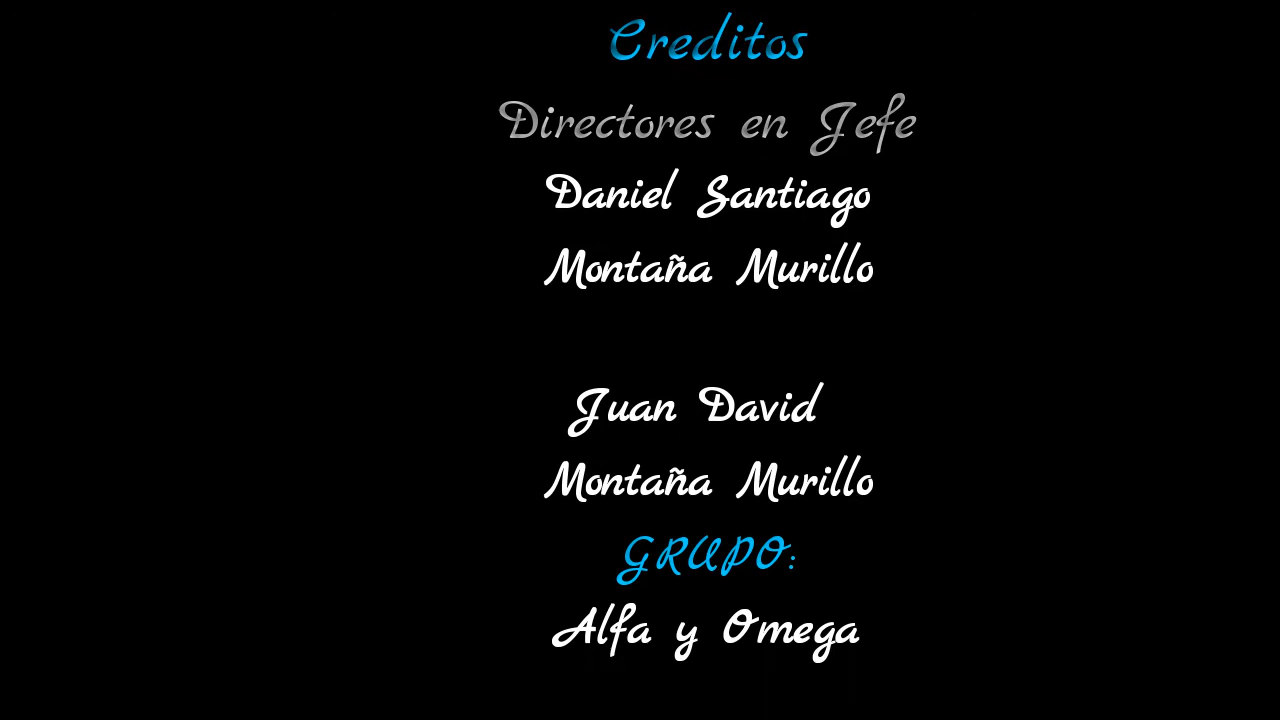 Creditos
Directores en Jefe
Daniel Santiago
Montaña Murillo
Juan David
Montaña Murillo
GRUPO:
Alfa y Omega